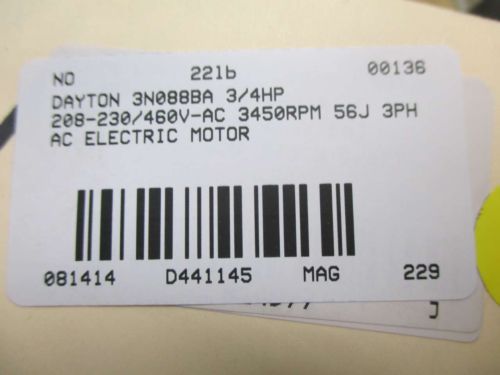 NO 22lb 00136
DAYTON 3N088BA 3/4HP
208-230/460V-AC 3450RPM 56J 3PH
AC ELECTRIC MOTOR
081414 D441145 MAG 229
J